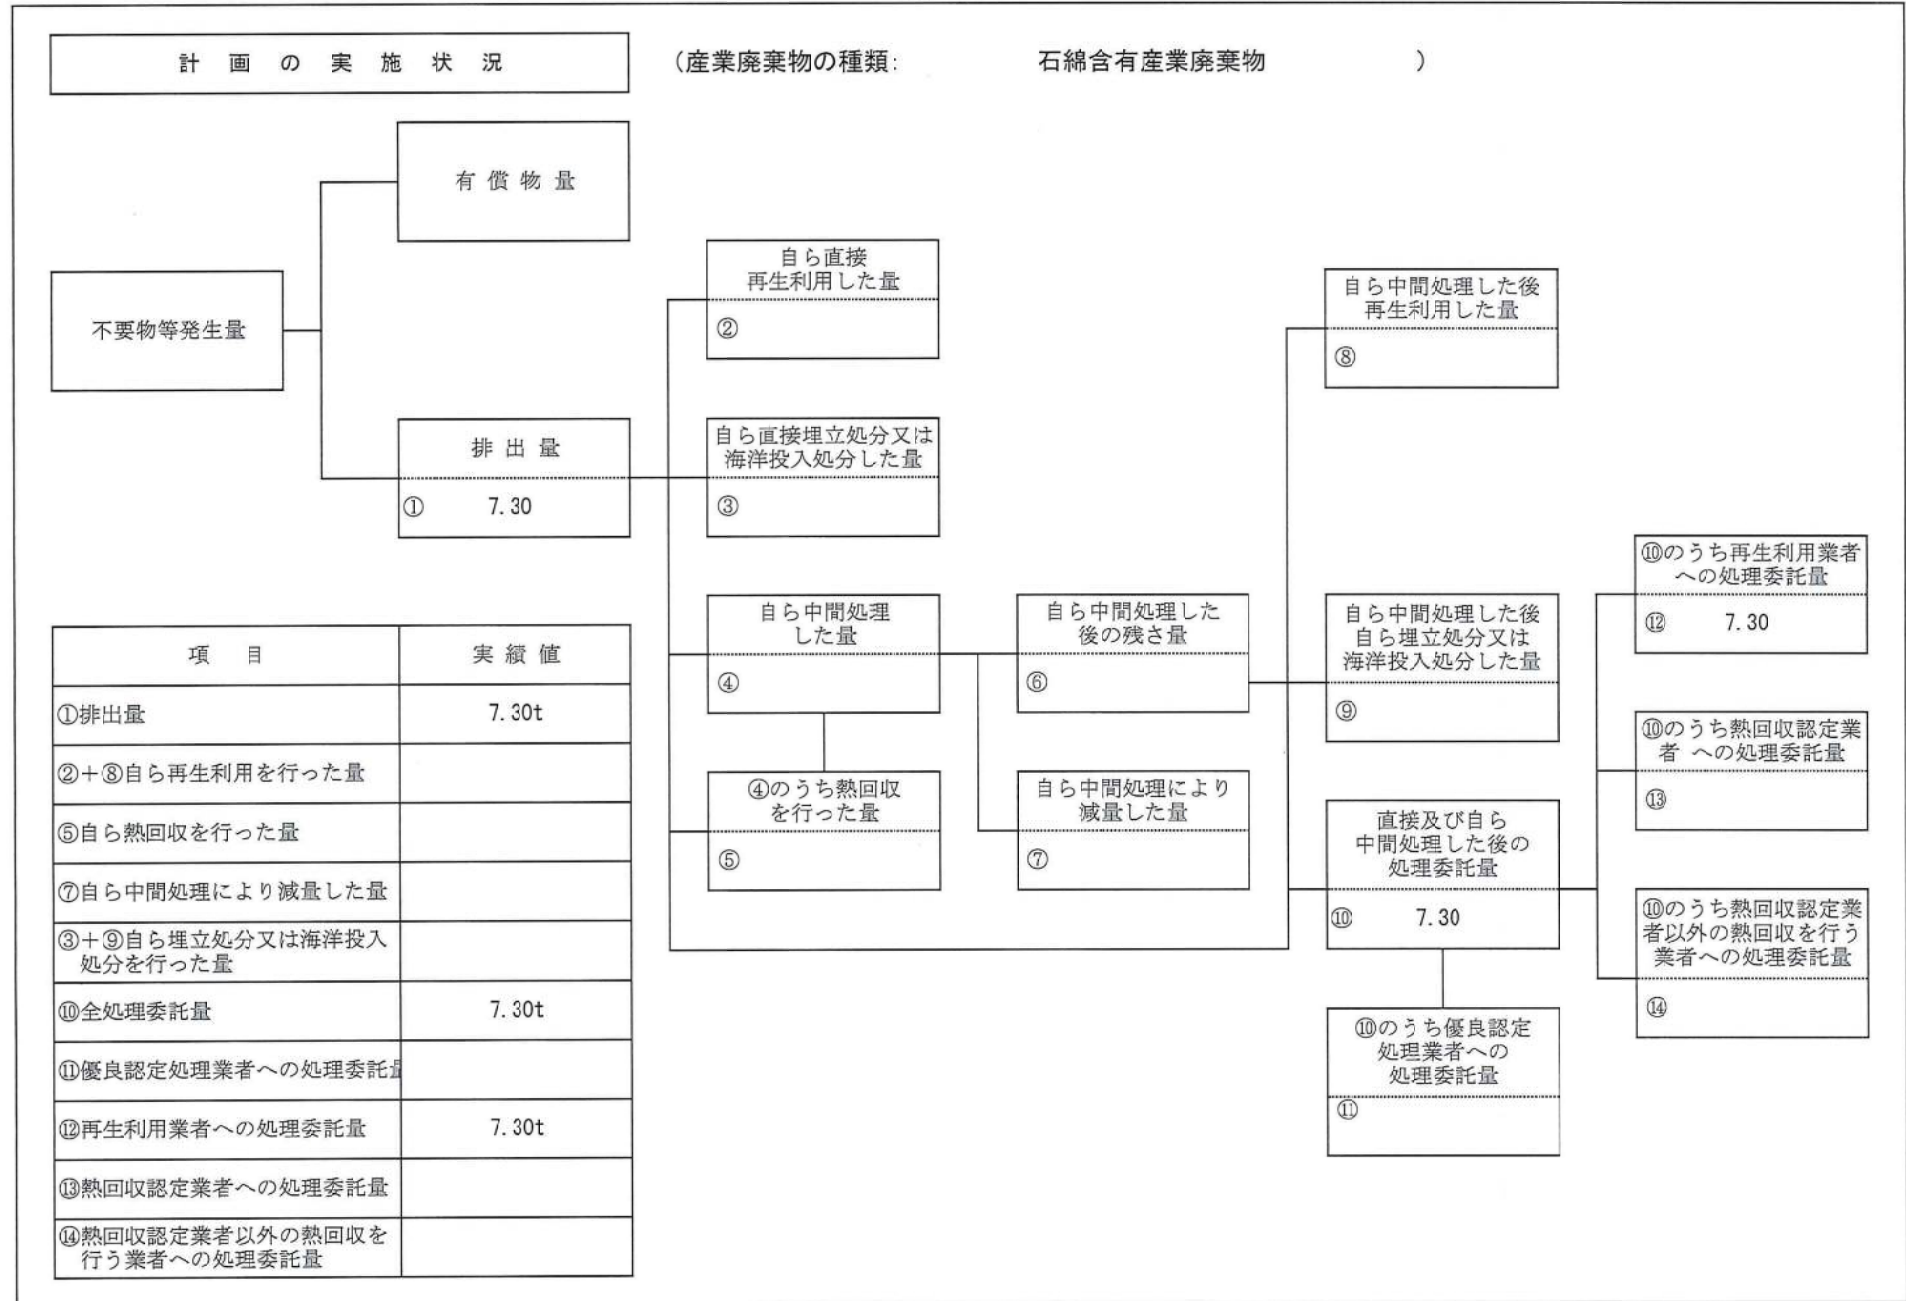 計画の実施状況
(産業廃棄物の種類: 石綿含有産業廃棄物 )
有償物量
不要物等発生量
排出量
① 7.30
自ら直接
再生利用した量
②
自ら直接埋立処分又は
海洋投入処分した量
③
自ら中間処理
した量
④
④のうち熱回収
を行った量
⑤
自ら中間処理した
後の残さ量
⑥
自ら中間処理により
減量した量
⑦
自ら中間処理した後
再生利用した量
⑧
自ら中間処理した後
自ら埋立処分又は
海洋投入処分した量
⑨
直接及び自ら
中間処理した後の
処理委託量
⑩ 7.30
⑩のうち優良認定
処理業者への
処理委託量
⑪
⑩のうち再生利用業者
への処理委託量
⑫ 7.30
⑩のうち熱回収認定業
者 への処理委託量
⑬
⑩のうち熱回収認定業
者以外の熱回収を行う
業者への処理委託量
⑭
項目 実績値
①排出量 7.30t
②+⑧自ら再生利用を行った量
⑤自ら熱回収を行った量
⑦自ら中間処理により減量した量
③+⑨自ら埋立処分又は海洋投入
処分を行った量
⑩全処理委託量 7.30t
⑪優良認定処理業者への処理委託量
⑫再生利用業者への処理委託量 7.30t
⑬熱回収認定業者への処理委託量
⑭熱回収認定業者以外の熱回収を
行う業者への処理委託量